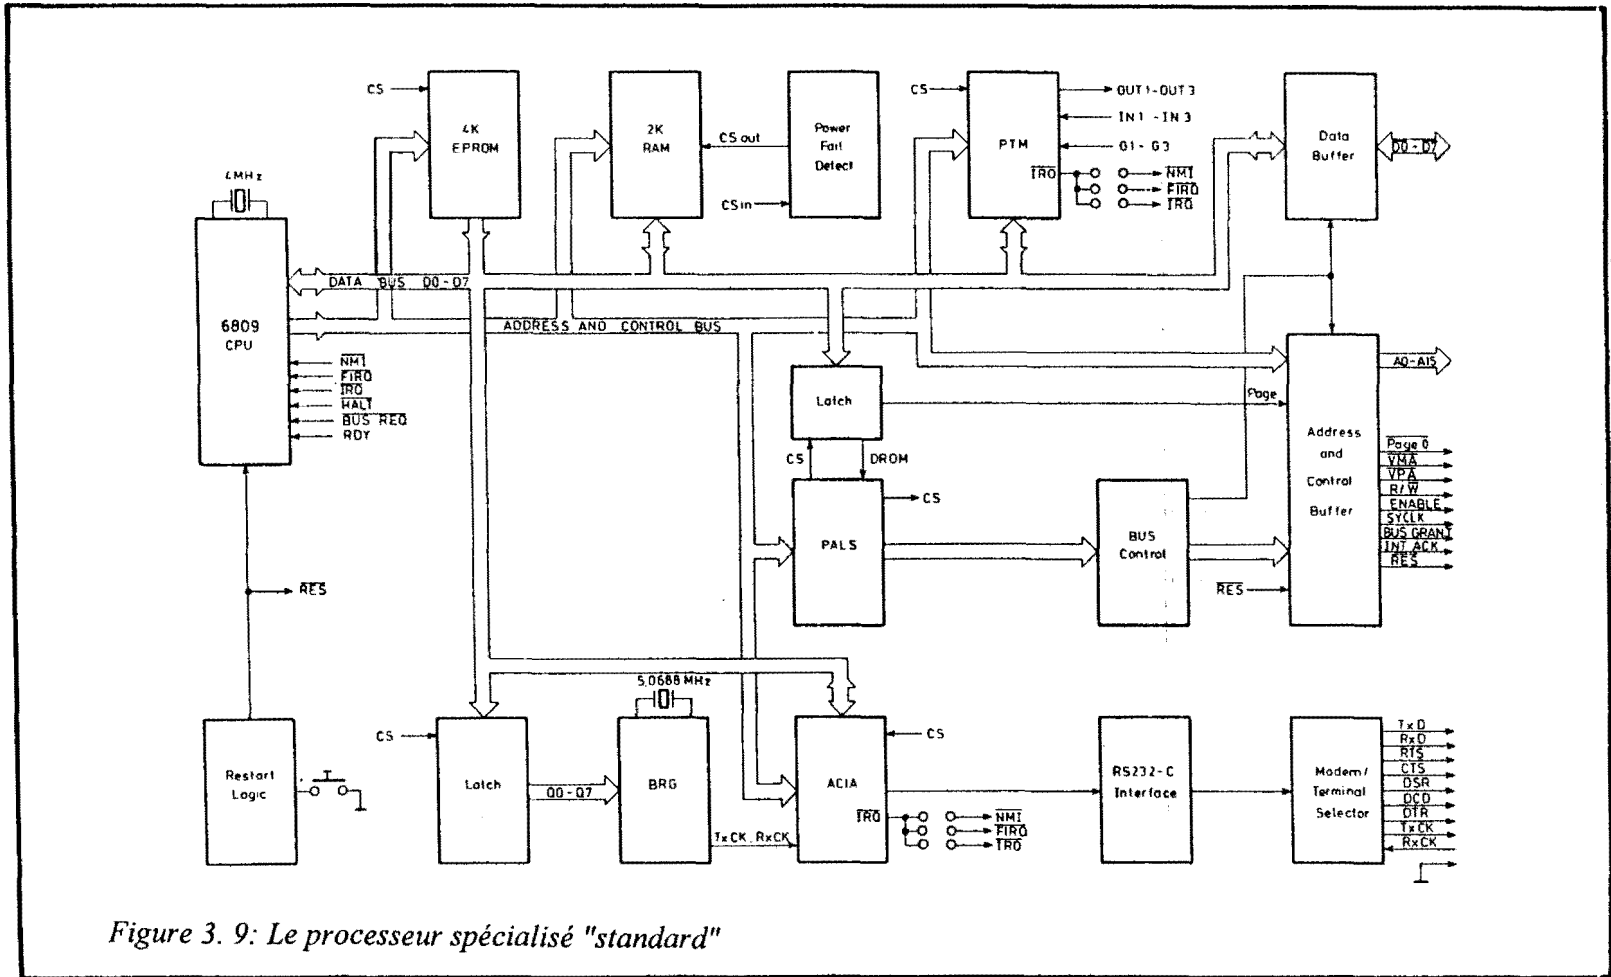 CS
4K
EPROM
2K
RAM
CS out
CS in
Power
Fail
Detect
CS
PTM
OUT1-OUT3
IN1 - IN3
G1 - G3
IRQ
NMI
FIRQ
IRQ
Data
Buffer
D0 - D7
4MHz
6809
CPU
DATA BUS D0 - D7
ADDRESS AND CONTROL BUS
NMI
FIRQ
IRQ
HALT
BUS REQ
RDY
Latch
Page
CS
DROM
CS
PALS
BUS
Control
Address
and
Control
Buffer
A0-A15
Page 0
VMA
VPA
R/W
ENABLE
SYCLK
BUS GRANT
INT ACK
RES
RES
RES
Restart
Logic
CS
Latch
Q0 - Q7
5,0688 MHz
BRG
TxCK, RxCK
CS
ACIA
IRQ
NMI
FIRQ
IRQ
RS232-C
Interface
Modem/
Terminal
Selector
TxD
RxD
RTS
CTS
DSR
DCD
DTR
TxCK
RxCK
Figure 3. 9: Le processeur spécialisé "standard"